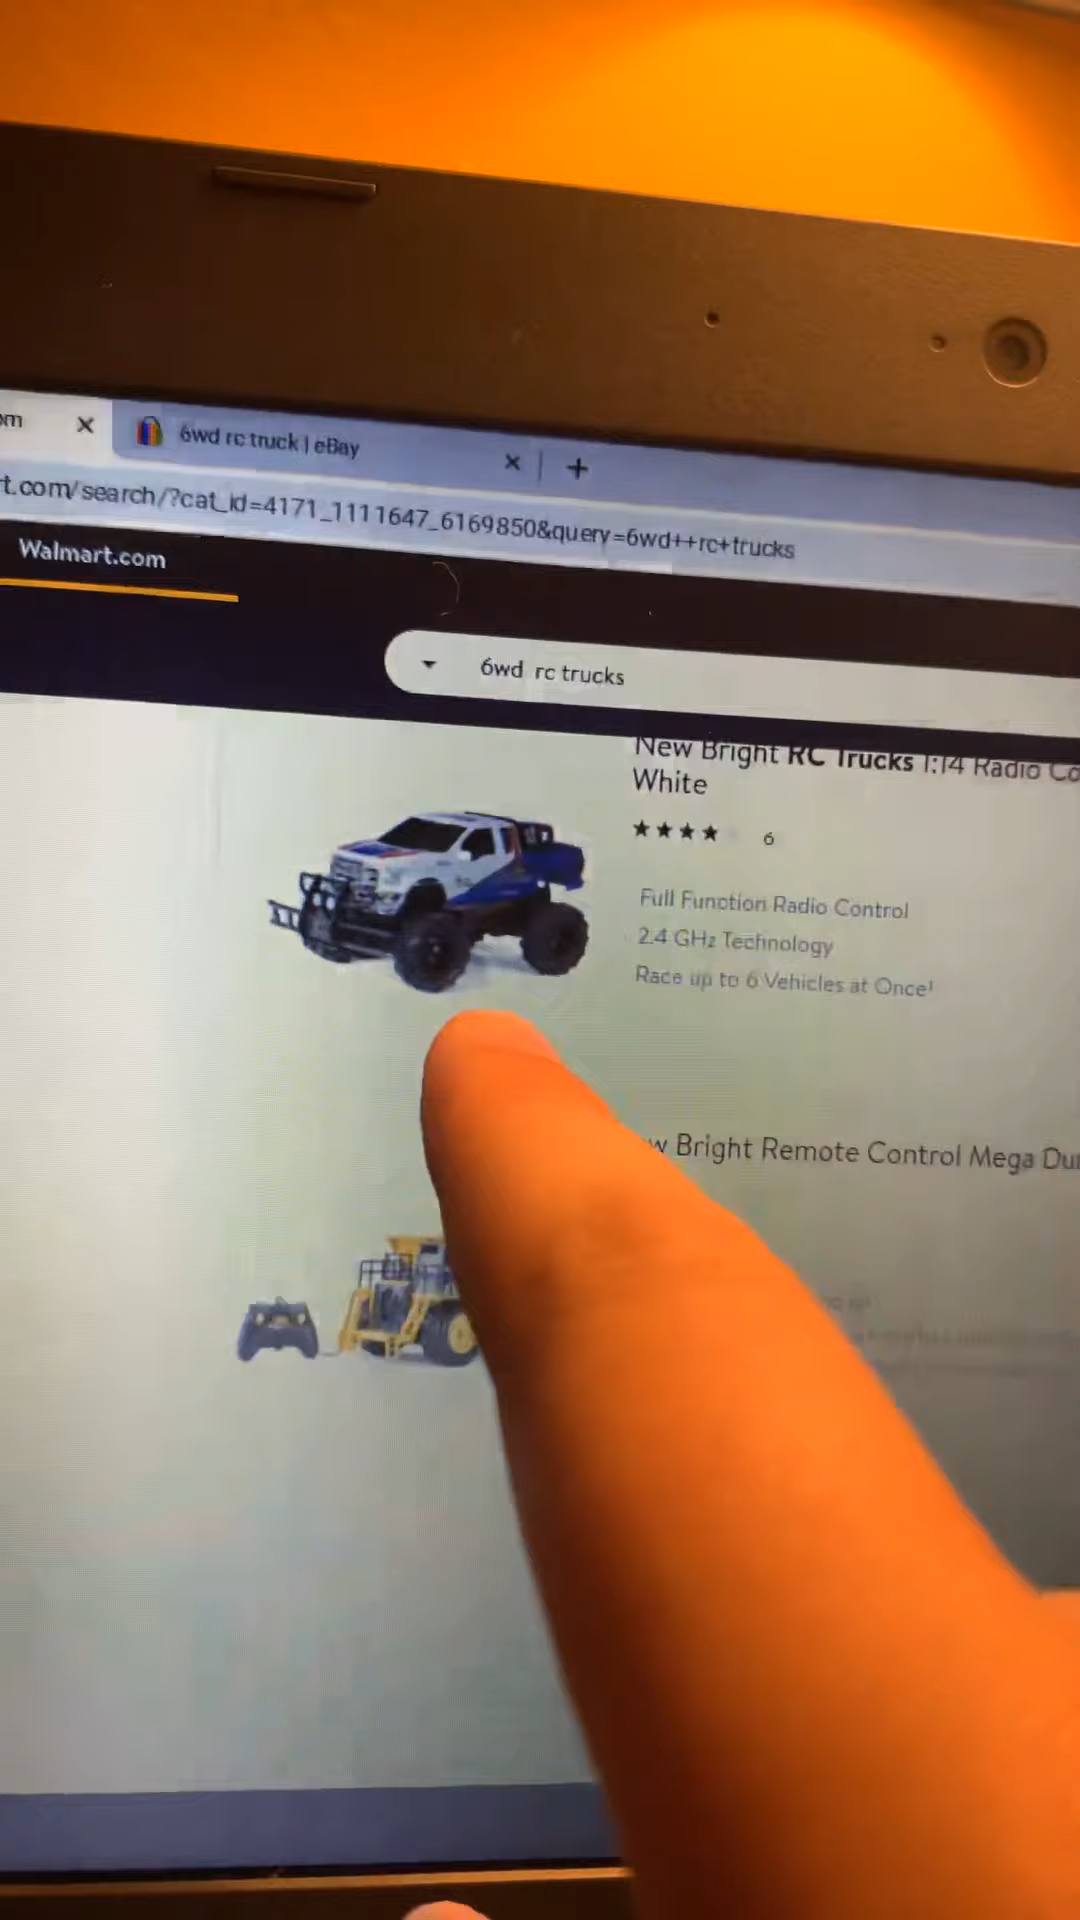 om
6wd rc truck | eBay
t.com/search/?cat_id=4171_1111647_6169850&query=6wd++rc+trucks
Walmart.com
6wd rc trucks
New Bright RC Trucks 1:14 Radio Co
White
6
Full Function Radio Control
2.4 GHz Technology
Race up to 6 Vehicles at Once!
w Bright Remote Control Mega Du